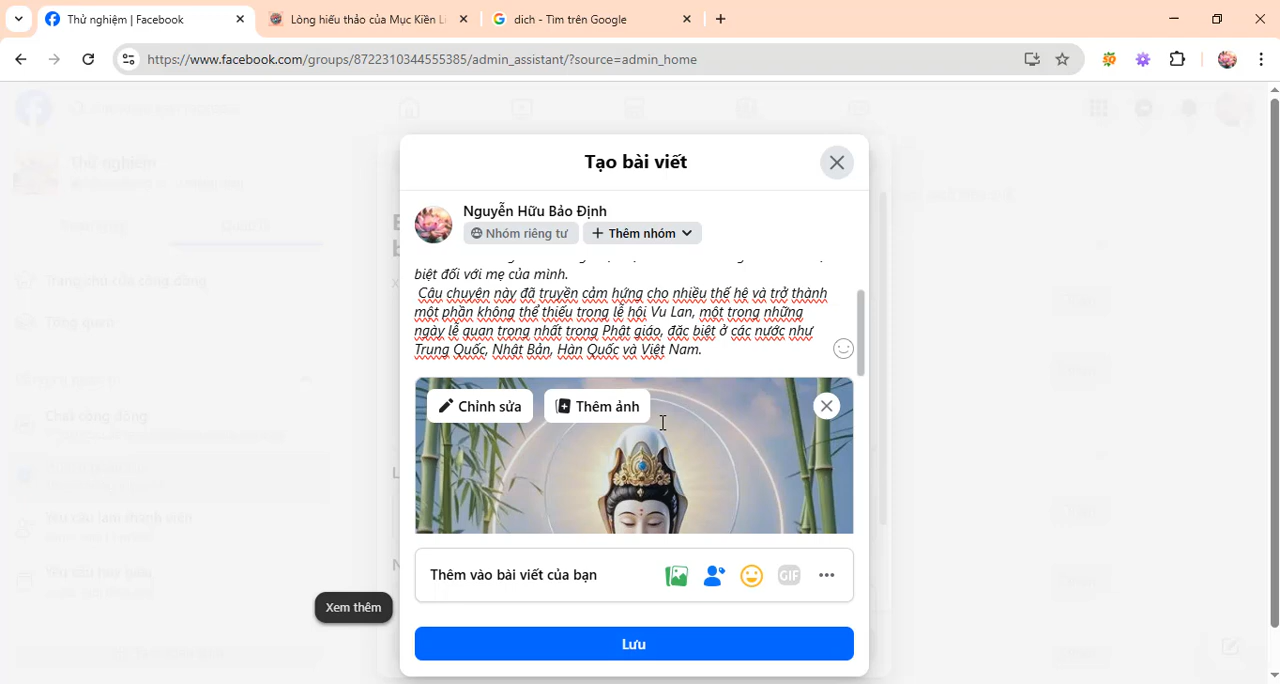 Thử nghiệm | Facebook
Lòng hiếu thảo của Mục Kiền Li
dich - Tìm trên Google
https://www.facebook.com/groups/8722310344555385/admin_assistant/?source=admin_home
Tạo bài viết
Nguyễn Hữu Bảo Định
Nhóm riêng tư
Thêm nhóm
biệt đối với mẹ của mình.
Câu chuyện này đã truyền cảm hứng cho nhiều thế hệ và trở thành
một phần không thể thiếu trong lễ hội Vu Lan, một trong những
ngày lễ quan trọng nhất trong Phật giáo, đặc biệt ở các nước như
Trung Quốc, Nhật Bản, Hàn Quốc và Việt Nam.
Chỉnh sửa
Thêm ảnh
Thêm vào bài viết của bạn
GIF
Xem thêm
Lưu